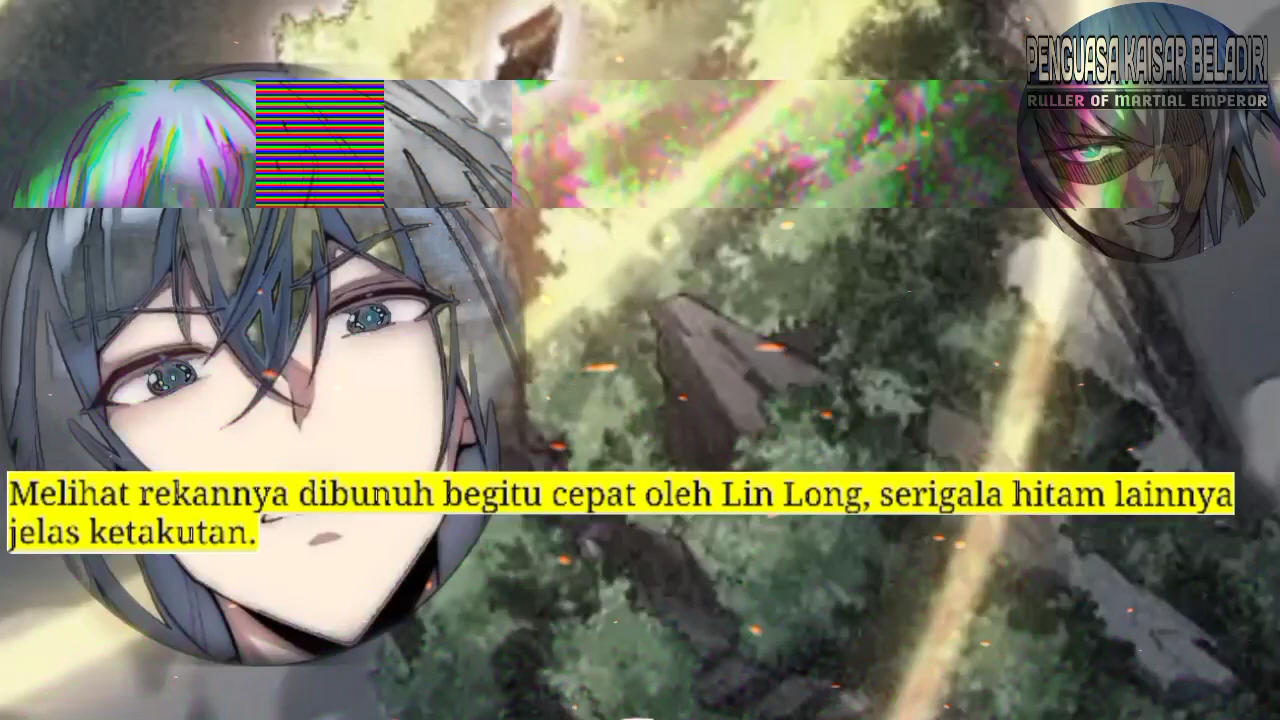 PENGUASA KAISAR BELADIRI
RULLER OF MARTIAL EMPEROR
Melihat rekannya dibunuh begitu cepat oleh Lin Long, serigala hitam lainnya
jelas ketakutan.